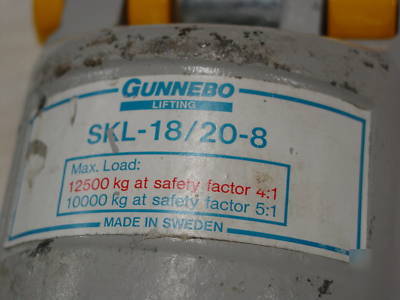 GUNNEBO
LIFTING
SKL-18/20-8
Max. Load:
12500 kg at safety factor 4:1
10000 kg at safety factor 5:1
MADE IN SWEDEN